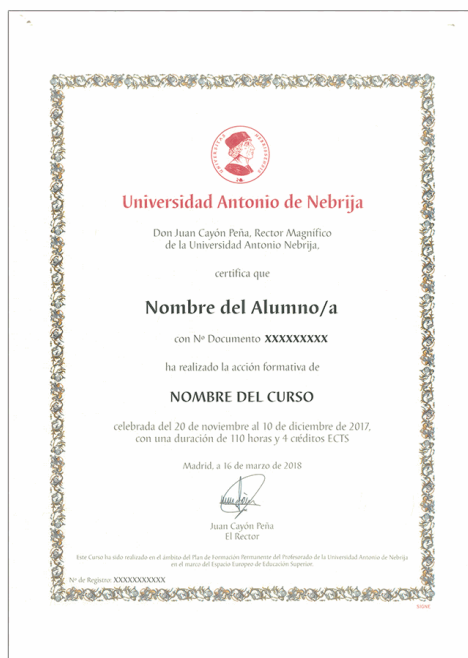 Universidad Antonio de Nebrija
Don Juan Cayón Peña, Rector Magnífico
de la Universidad Antonio Nebrija,
certifica que
Nombre del Alumno/a
con Nº Documento XXXXXXXXX
ha realizado la acción formativa de
NOMBRE DEL CURSO
celebrada del 20 de noviembre al 10 de diciembre de 2017,
con una duración de 110 horas y 4 créditos ECTS
Madrid, a 16 de marzo de 2018
Juan Cayón Peña
El Rector
Este Curso ha sido realizado en el ámbito del Plan de Formación Permanente del Profesorado de la Universidad Antonio de Nebrija
en el marco del Espacio Europeo de Educación Superior.
Nº de Registro: XXXXXXXXXXX